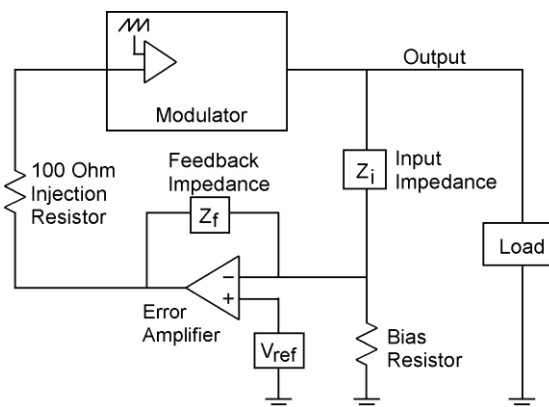 Output
Modulator
100 Ohm
Injection
Resistor
Feedback
Impedance
Zf
Zi
Input
Impedance
Load
−
+
Error
Amplifier
Vref
Bias
Resistor